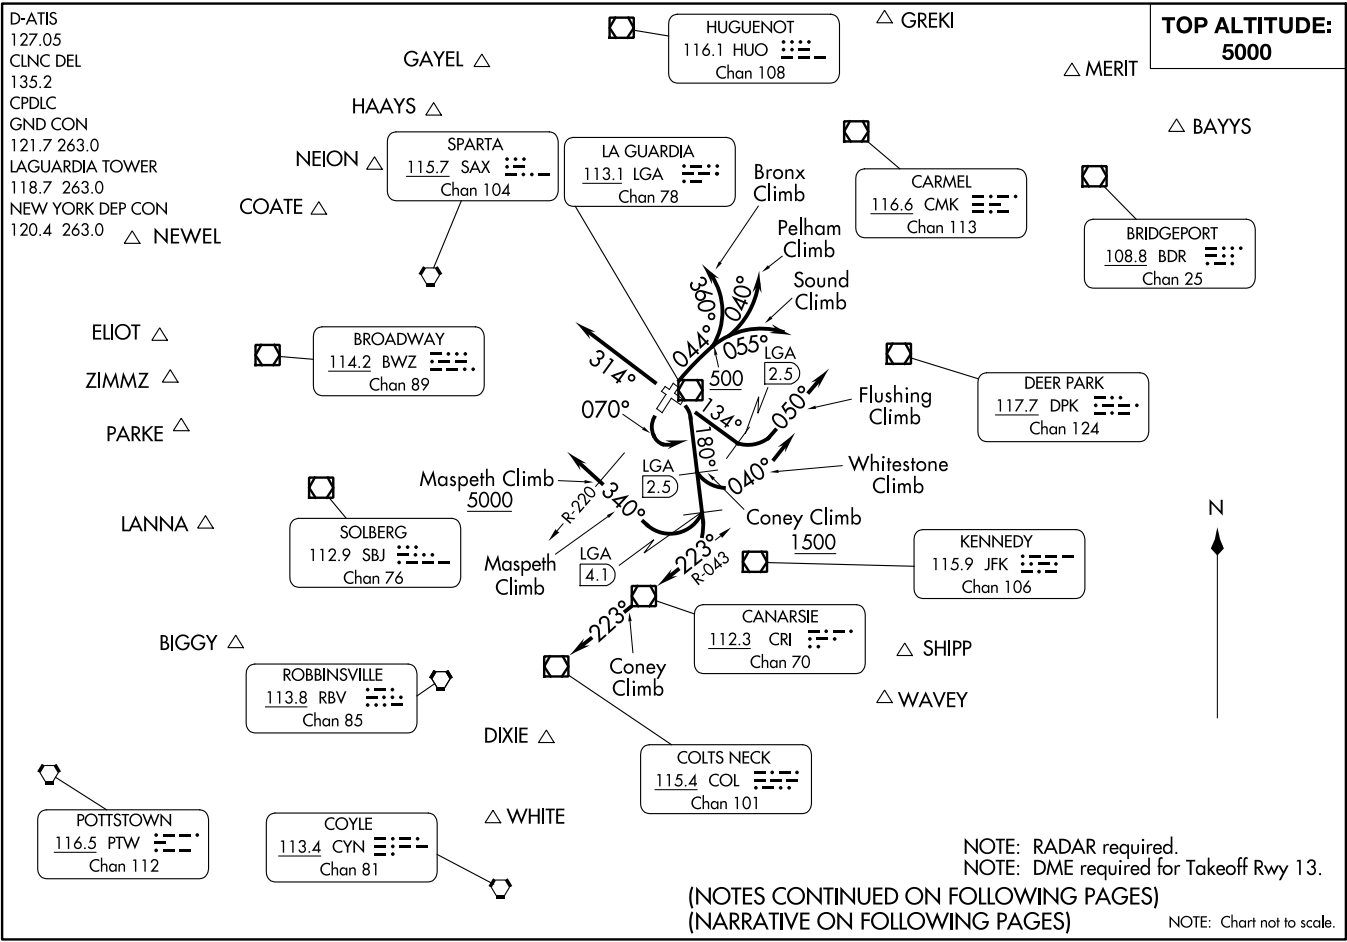 D-ATIS
127.05
CLNC DEL
135.2
CPDLC
GND CON
121.7 263.0
LAGUARDIA TOWER
118.7 263.0
NEW YORK DEP CON
120.4 263.0
TOP ALTITUDE:
5000
HUGUENOT
116.1 HUO
Chan 108
GREKI
GAYEL
MERIT
HAAYS
BAYYS
NEION
SPARTA
115.7 SAX
Chan 104
LA GUARDIA
113.1 LGA
Chan 78
Bronx
Climb
CARMEL
116.6 CMK
Chan 113
COATE
NEWEL
Pelham
Climb
BRIDGEPORT
108.8 BDR
Chan 25
Sound
Climb
360°
040°
044°
055°
ELIOT
BROADWAY
114.2 BWZ
Chan 89
314°
500
LGA
2.5
ZIMMZ
DEER PARK
117.7 DPK
Chan 124
Flushing
Climb
050°
134°
070°
PARKE
180°
Whitestone
Climb
040°
LGA
2.5
Maspeth Climb
5000
R-220
340°
Coney Climb
1500
LANNA
SOLBERG
112.9 SBJ
Chan 76
N
Maspeth
Climb
LGA
4.1
223°
R-043
KENNEDY
115.9 JFK
Chan 106
223°
CANARSIE
112.3 CRI
Chan 70
BIGGY
SHIPP
Coney
Climb
ROBBINSVILLE
113.8 RBV
Chan 85
WAVEY
DIXIE
COLTS NECK
115.4 COL
Chan 101
POTTSTOWN
116.5 PTW
Chan 112
COYLE
113.4 CYN
Chan 81
WHITE
NOTE: RADAR required.
NOTE: DME required for Takeoff Rwy 13.
(NOTES CONTINUED ON FOLLOWING PAGES)
(NARRATIVE ON FOLLOWING PAGES)
NOTE: Chart not to scale.